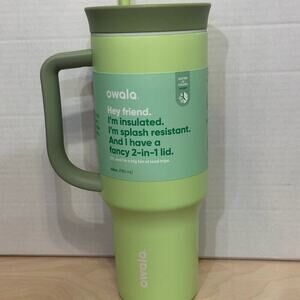 owala.
Hey friend.
I'm insulated.
I'm splash resistant.
And I have a
fancy 2-in-1 lid.
owala.